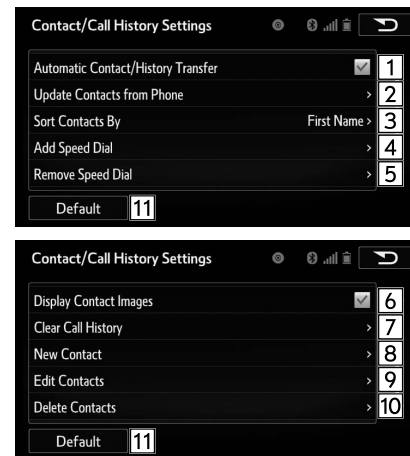 Contact/Call History Settings
Automatic Contact/History Transfer 1
Update Contacts from Phone > 2
Sort Contacts By First Name > 3
Add Speed Dial > 4
Remove Speed Dial > 5
Default 11
Contact/Call History Settings
Display Contact Images 6
Clear Call History > 7
New Contact > 8
Edit Contacts > 9
Delete Contacts > 10
Default 11